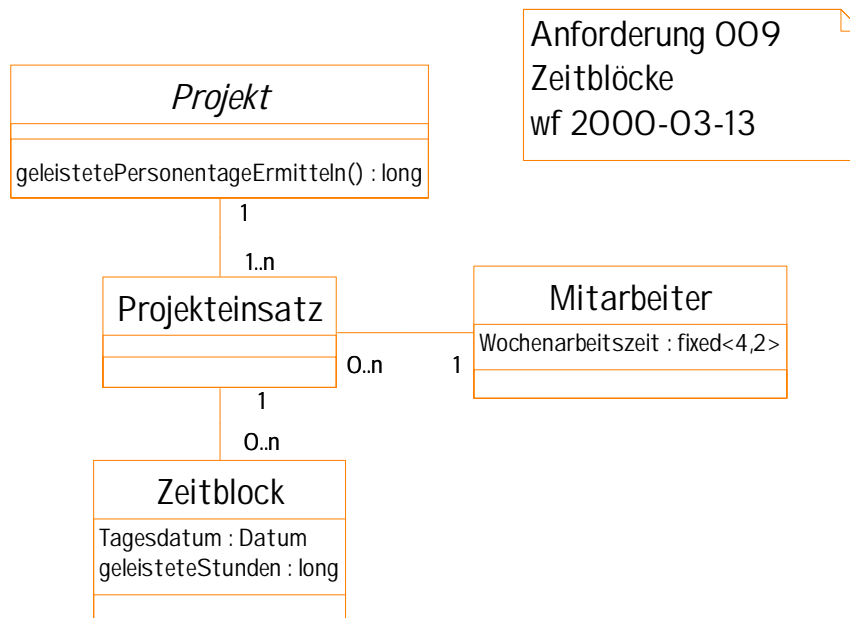 Anforderung 009
Zeitblöcke
wf 2000-03-13
Projekt
geleistetePersonentageErmitteln() : long
1
1..n
Projekteinsatz
Mitarbeiter
Wochenarbeitszeit : fixed<4,2>
0..n
1
1
0..n
Zeitblock
Tagesdatum : Datum
geleisteteStunden : long